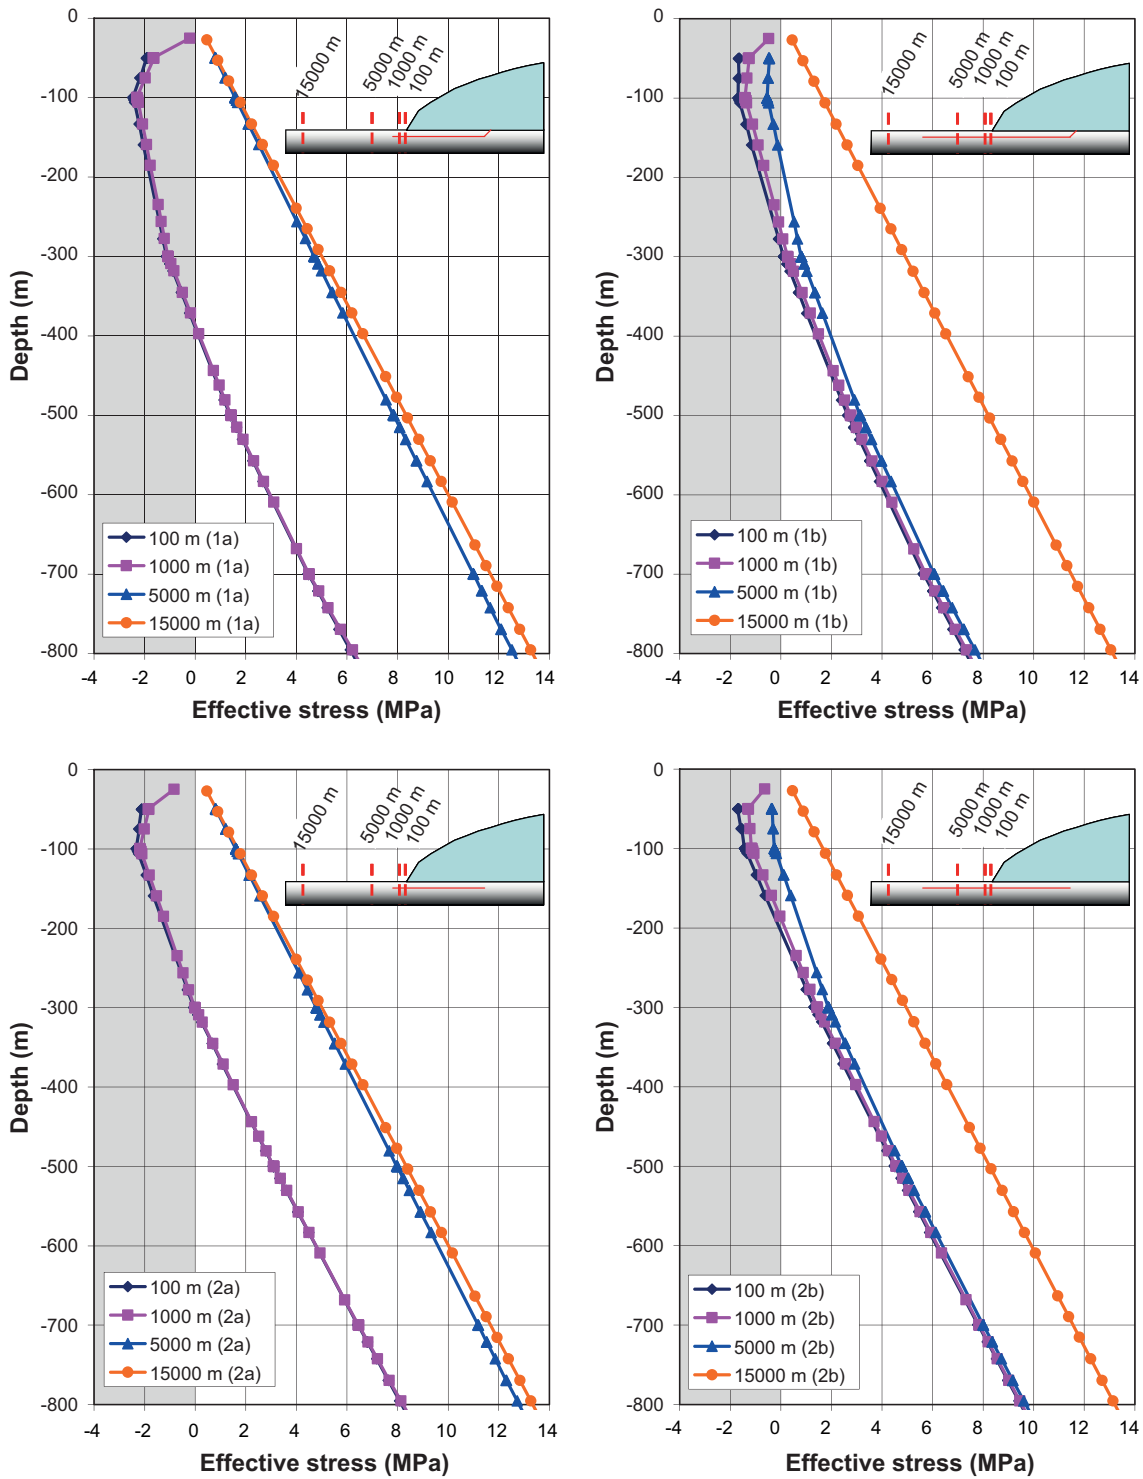 0
-100
-200
-300
-400
-500
-600
-700
-800
Depth (m)
15000 m
5000 m
1000 m
100 m
100 m (1a)
1000 m (1a)
5000 m (1a)
15000 m (1a)
-4 -2 0 2 4 6 8 10 12 14
Effective stress (MPa)
0
-100
-200
-300
-400
-500
-600
-700
-800
Depth (m)
15000 m
5000 m
1000 m
100 m
100 m (1b)
1000 m (1b)
5000 m (1b)
15000 m (1b)
-4 -2 0 2 4 6 8 10 12 14
Effective stress (MPa)
0
-100
-200
-300
-400
-500
-600
-700
-800
Depth (m)
15000 m
5000 m
1000 m
100 m
100 m (2a)
1000 m (2a)
5000 m (2a)
15000 m (2a)
-4 -2 0 2 4 6 8 10 12 14
Effective stress (MPa)
0
-100
-200
-300
-400
-500
-600
-700
-800
Depth (m)
15000 m
5000 m
1000 m
100 m
100 m (2b)
1000 m (2b)
5000 m (2b)
15000 m (2b)
-4 -2 0 2 4 6 8 10 12 14
Effective stress (MPa)